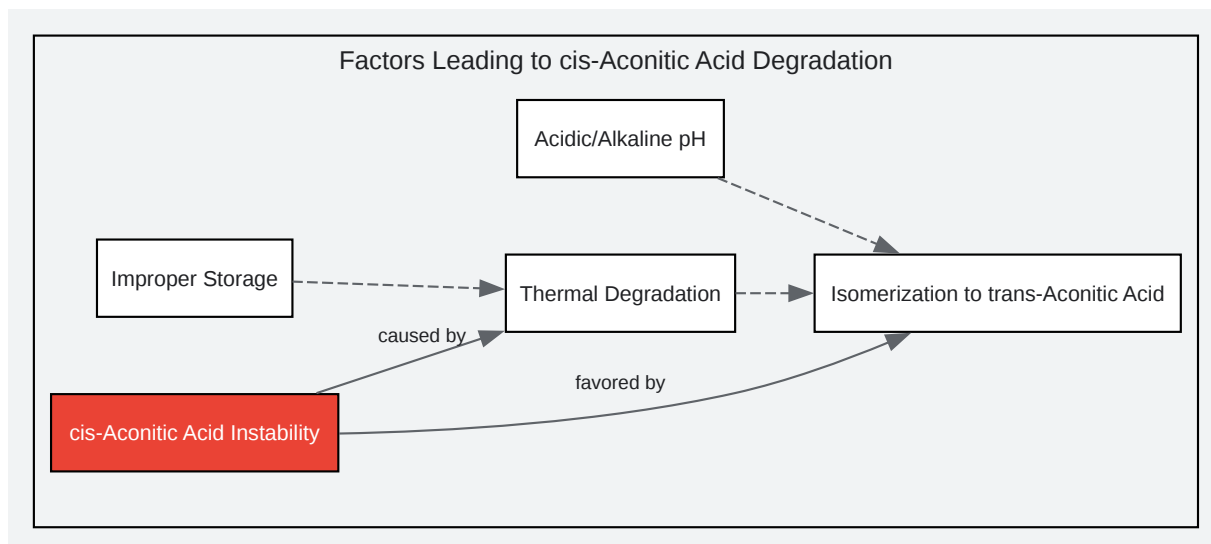 Factors Leading to cis-Aconitic Acid Degradation
Acidic/Alkaline pH
Improper Storage
Thermal Degradation
Isomerization to trans-Aconitic Acid
caused by
favored by
cis-Aconitic Acid Instability